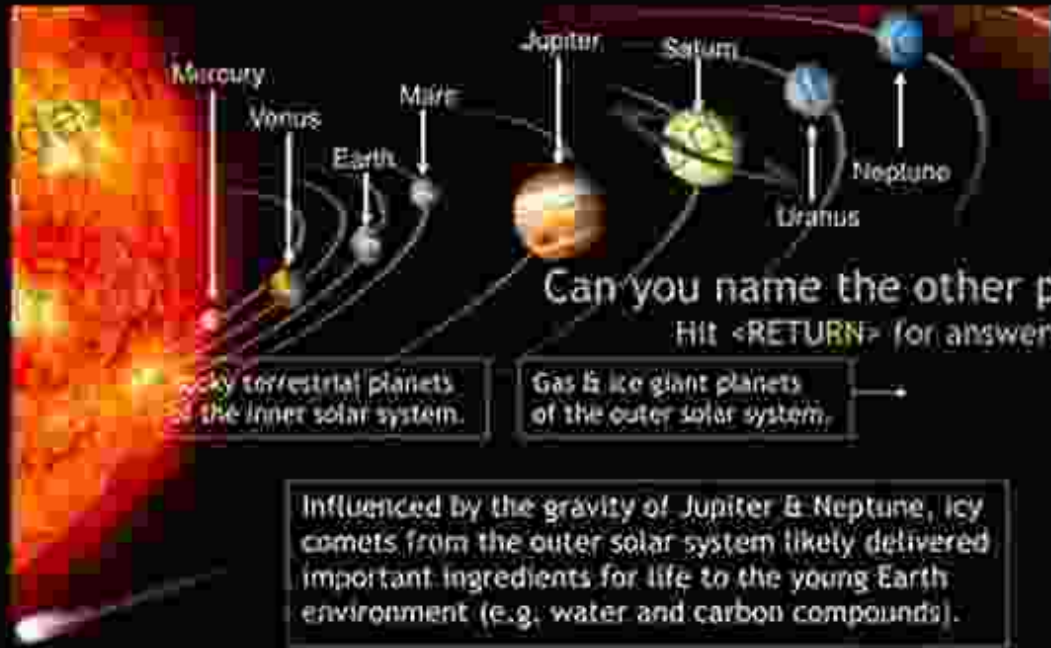 Mercury
Venus
Earth
Mars
Jupiter
Saturn
Uranus
Neptune
Can you name the other
Hit <RETURN> for answer
terrestrial planets
the inner solar system.
Gas & ice giant planets
of the outer solar system.
Influenced by the gravity of Jupiter & Neptune, icy
comets from the outer solar system likely delivered
important ingredients for life to the young Earth
environment (e.g. water and carbon compounds).